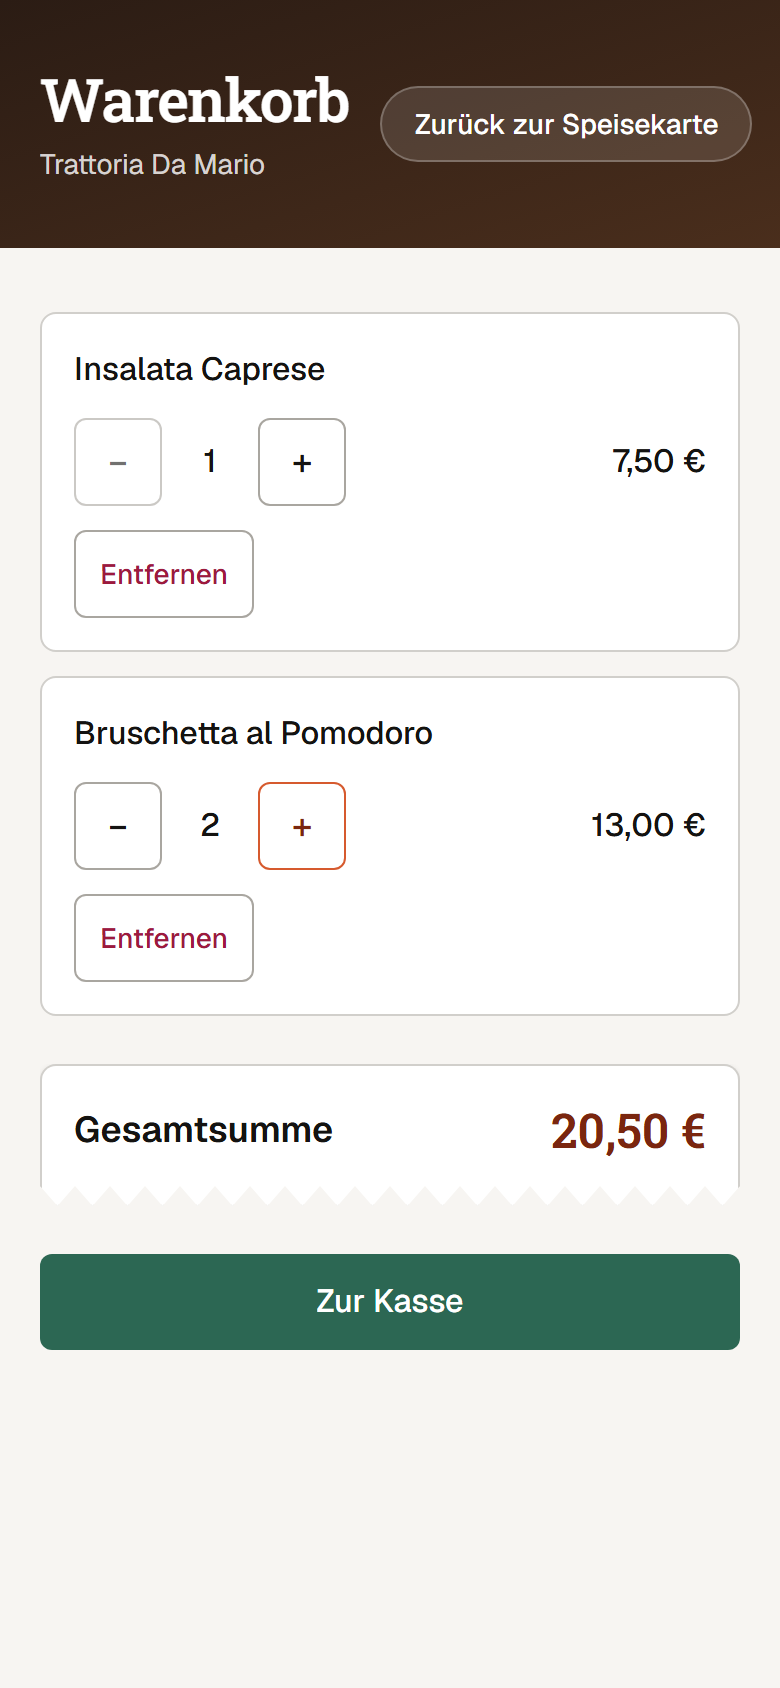 Warenkorb
Zurück zur Speisekarte
Trattoria Da Mario
Insalata Caprese
− 1 + 7,50 €
Entfernen
Bruschetta al Pomodoro
− 2 + 13,00 €
Entfernen
Gesamtsumme 20,50 €
Zur Kasse